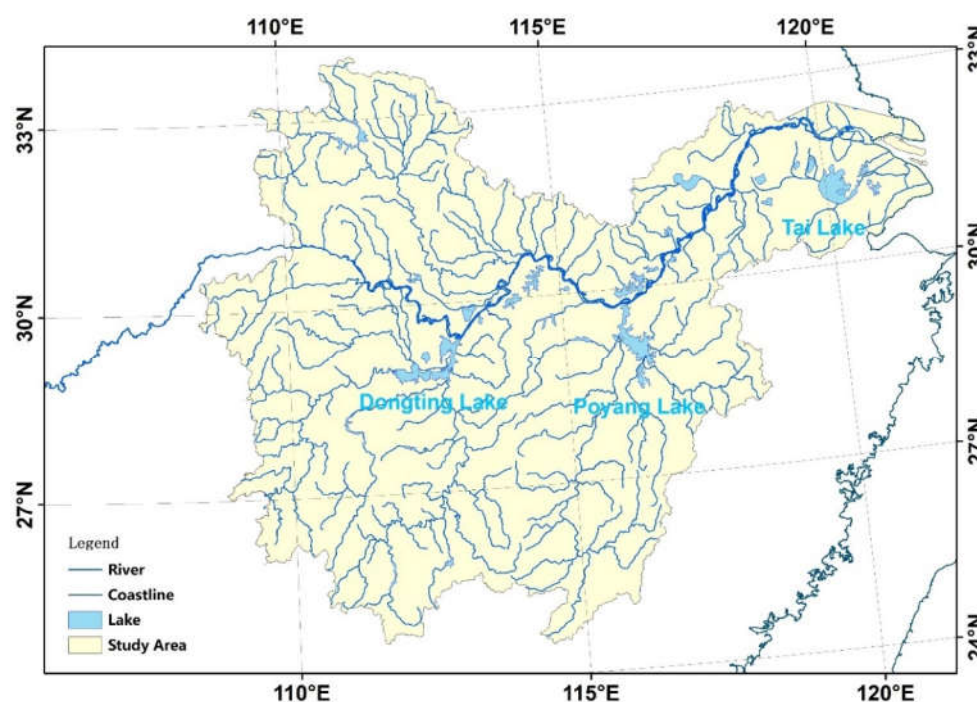 110°E 115°E 120°E
33°N
33°N
30°N
30°N
27°N
27°N
24°N
Tai Lake
Dongting Lake
Poyang Lake
Legend
River
Coastline
Lake
Study Area
110°E 115°E 120°E